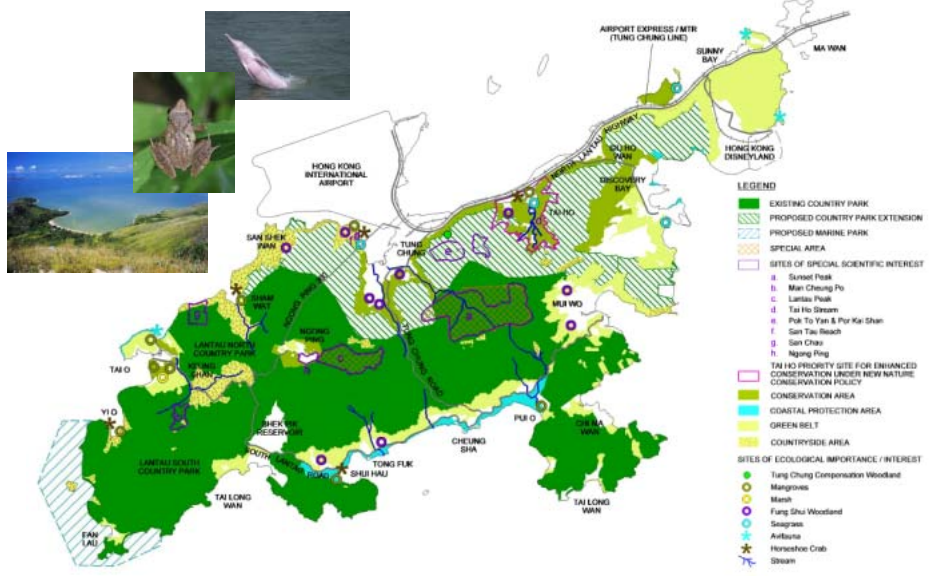 AIRPORT EXPRESS / MTR
(TUNG CHUNG LINE)
SUNNY
BAY
MA WAN
NORTH LANTAU HIGHWAY
HONG KONG
INTERNATIONAL
AIRPORT
SIU HO
WAN
HONG KONG
DISNEYLAND
DISCOVERY
BAY
TAI HO
SAN SHEK
WAN
TUNG
CHUNG
SHAM
WAT
NGONG PING 360
MUI WO
LANTAU NORTH
COUNTRY PARK
NGONG
PING
TUNG CHUNG ROAD
TAI O
KEUNG
SHAN
YI O
SHEK PIK
RESERVOIR
PUI O
CHI MA
WAN
CHEUNG
SHA
LANTAU SOUTH
COUNTRY PARK
SOUTH LANTAU ROAD
TONG FUK
SHUI HAU
TAI LONG
WAN
TAI LONG
WAN
FAN
LAU
LEGEND
EXISTING COUNTRY PARK
PROPOSED COUNTRY PARK EXTENSION
PROPOSED MARINE PARK
SPECIAL AREA
SITES OF SPECIAL SCIENTIFIC INTEREST
a. Sunset Peak
b. Man Cheung Po
c. Lantau Peak
d. Tai Ho Stream
e. Pok To Yan & Por Kai Shan
f. San Tau Beach
g. San Chau
h. Ngong Ping
TAI HO PRIORITY SITE FOR ENHANCED
CONSERVATION UNDER NEW NATURE
CONSERVATION POLICY
CONSERVATION AREA
COASTAL PROTECTION AREA
GREEN BELT
COUNTRYSIDE AREA
SITES OF ECOLOGICAL IMPORTANCE / INTEREST
Tung Chung Compensation Woodland
Mangroves
Marsh
Fung Shui Woodland
Seagrass
Avifauna
Horseshoe Crab
Stream